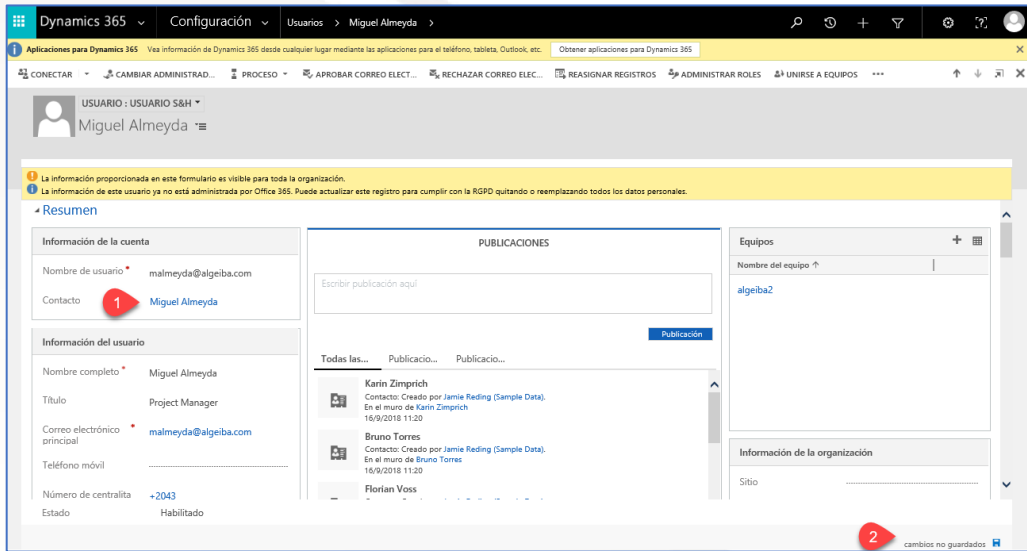 Dynamics 365 Configuración Usuarios > Miguel Almeyda >
Aplicaciones para Dynamics 365 Vea información de Dynamics 365 desde cualquier lugar mediante las aplicaciones para el teléfono, tableta, Outlook, etc. Obtener aplicaciones para Dynamics 365
CONECTAR CAMBIAR ADMINISTRAD... PROCESO APROBAR CORREO ELECT... RECHAZAR CORREO ELEC... REASIGNAR REGISTROS ADMINISTRAR ROLES UNIRSE A EQUIPOS ...
USUARIO : USUARIO S&H
Miguel Almeyda
La información proporcionada en este formulario es visible para toda la organización.
La información de este usuario ya no está administrada por Office 365. Puede actualizar este registro para cumplir con la RGPD quitando o reemplazando todos los datos personales.
Resumen
Información de la cuenta
Nombre de usuario * malmeyda@algeiba.com
Contacto 1 Miguel Almeyda
Información del usuario
Nombre completo * Miguel Almeyda
Título Project Manager
Correo electrónico principal * malmeyda@algeiba.com
Teléfono móvil
Número de centralita +2043
Estado Habilitado
PUBLICACIONES
Escribir publicación aquí
Publicación
Todas las... Publicacio... Publicacio...
Karin Zimprich
Contacto: Creado por Jamie Reding (Sample Data).
En el muro de Karin Zimprich
16/9/2018 11:20
Bruno Torres
Contacto: Creado por Jamie Reding (Sample Data).
En el muro de Bruno Torres
16/9/2018 11:20
Florian Voss
Equipos
Nombre del equipo ↑
algeiba2
Información de la organización
Sitio
2 cambios no guardados